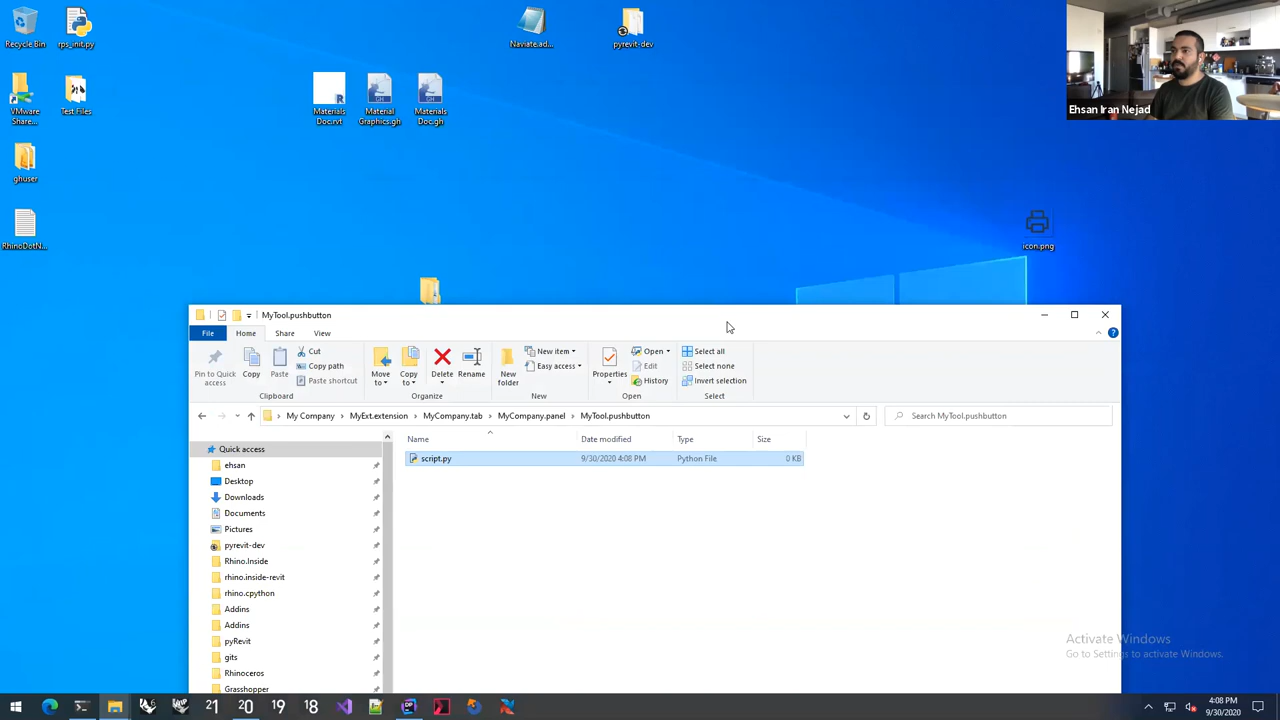 Recycle Bin
rps_init.py
Naviate.ad...
pyrevit-dev
Ehsan Iran Nejad
VMware
Share...
Test Files
Materials
Doc.rvt
Material
Graphics.gh
Materials
Doc.gh
ghuser
RhinoDotN...
icon.png
MyTool.pushbutton
File
Home
Share
View
Pin to Quick
access
Copy
Paste
Cut
Copy path
Paste shortcut
Clipboard
Move
to
Copy
to
Delete
Rename
Organize
New
folder
New item
Easy access
New
Properties
Open
Edit
History
Open
Select all
Select none
Invert selection
Select
My Company
MyExt.extension
MyCompany.tab
MyCompany.panel
MyTool.pushbutton
Search MyTool.pushbutton
Name
Date modified
Type
Size
script.py
9/30/2020 4:08 PM
Python File
0 KB
Quick access
ehsan
Desktop
Downloads
Documents
Pictures
pyrevit-dev
Rhino.Inside
rhino.inside-revit
rhino.cpython
Addins
Addins
pyRevit
gits
Rhinoceros
Grasshopper
Activate Windows
Go to Settings to activate Windows.
21
20
19
18
4:08 PM
9/30/2020